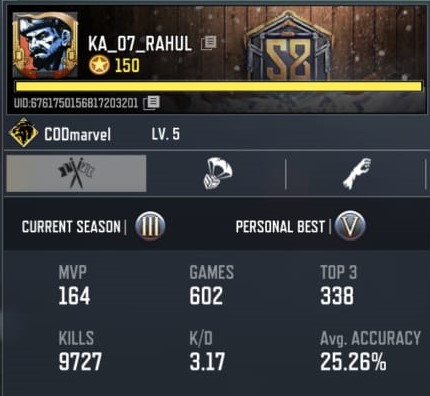 KA_07_RAHUL
150
S8
UID:6761750156817203201
CODmarvel LV. 5
CURRENT SEASON | III PERSONAL BEST | V
MVP GAMES TOP 3
164 602 338
KILLS K/D Avg. ACCURACY
9727 3.17 25.26%